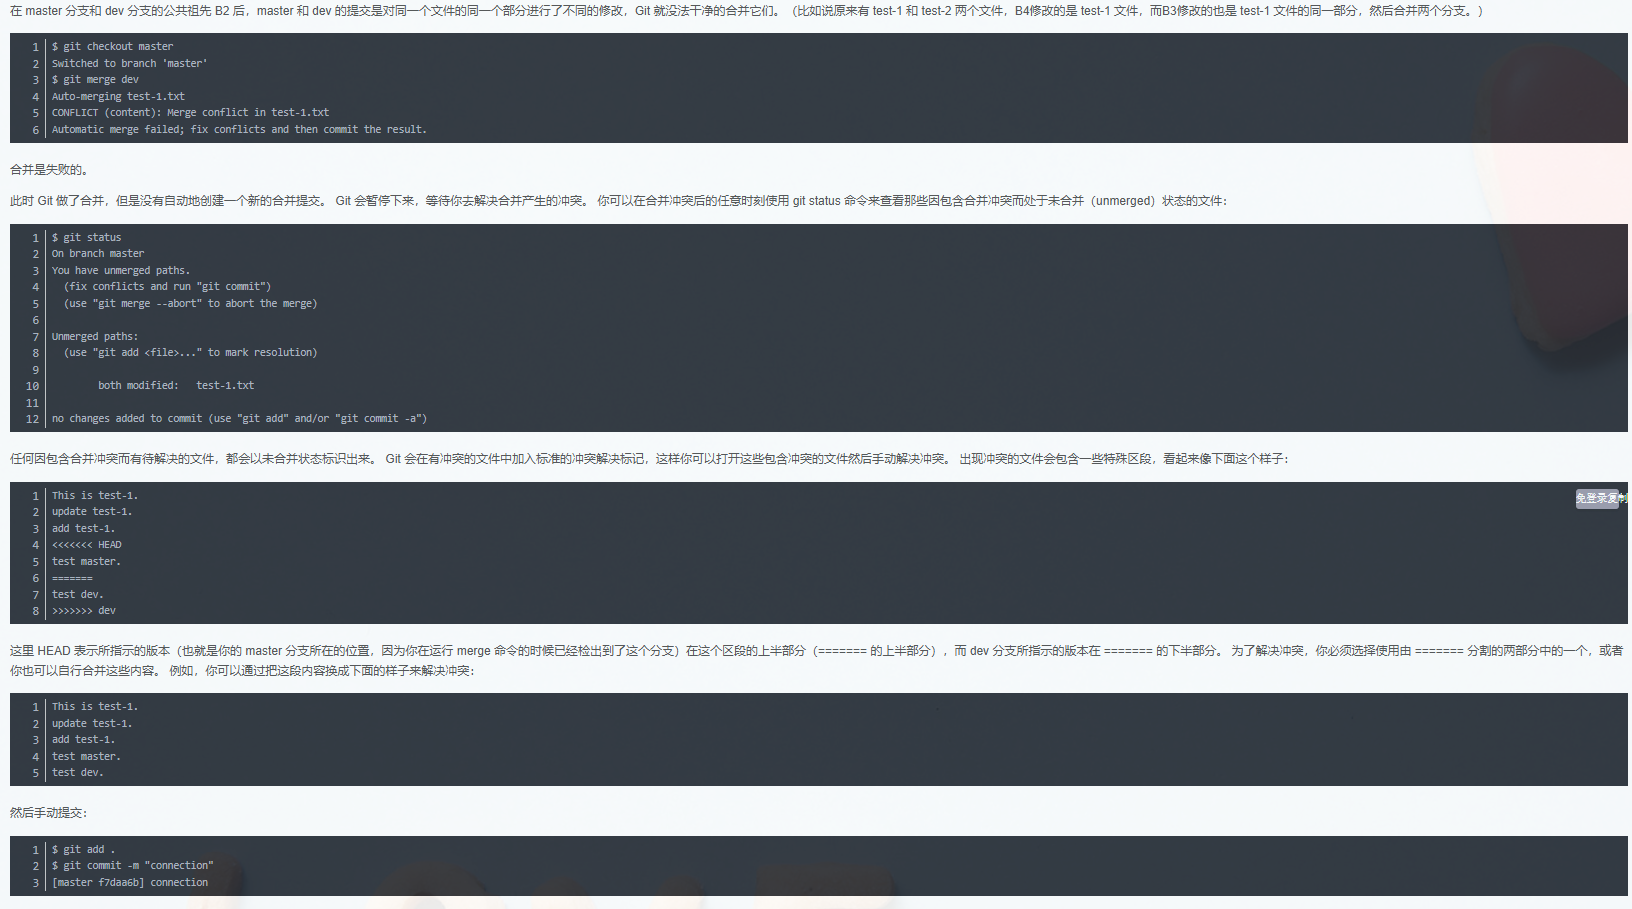 在 master 分支和 dev 分支的公共祖先 B2 后，master 和 dev 的提交是对同一个文件的同一个部分进行了不同的修改，Git 就没法干净的合并它们。（比如说原来有 test-1 和 test-2 两个文件，B4修改的是 test-1 文件，而B3修改的也是 test-1 文件的同一部分，然后合并两个分支。）
1 $ git checkout master
2 Switched to branch 'master'
3 $ git merge dev
4 Auto-merging test-1.txt
5 CONFLICT (content): Merge conflict in test-1.txt
6 Automatic merge failed; fix conflicts and then commit the result.
合并是失败的。
此时 Git 做了合并，但是没有自动地创建一个新的合并提交。 Git 会暂停下来，等待你去解决合并产生的冲突。 你可以在合并冲突后的任意时刻使用 git status 命令来查看那些因包含合并冲突而处于未合并（unmerged）状态的文件：
1 $ git status
2 On branch master
3 You have unmerged paths.
4   (fix conflicts and run "git commit")
5   (use "git merge --abort" to abort the merge)
6
7 Unmerged paths:
8   (use "git add <file>..." to mark resolution)
9
10         both modified:   test-1.txt
11
12 no changes added to commit (use "git add" and/or "git commit -a")
任何因包含合并冲突而有待解决的文件，都会以未合并状态标识出来。 Git 会在有冲突的文件中加入标准的冲突解决标记，这样你可以打开这些包含冲突的文件然后手动解决冲突。 出现冲突的文件会包含一些特殊区段，看起来像下面这个样子：
免登录复制
1 This is test-1.
2 update test-1.
3 add test-1.
4 <<<<<<< HEAD
5 test master.
6 =======
7 test dev.
8 >>>>>>> dev
这里 HEAD 表示所指示的版本（也就是你的 master 分支所在的位置，因为你在运行 merge 命令的时候已经检出到了这个分支）在这个区段的上半部分（======= 的上半部分），而 dev 分支所指示的版本在 ======= 的下半部分。 为了解决冲突，你必须选择使用由 ======= 分割的两部分中的一个，或者
你也可以自行合并这些内容。 例如，你可以通过把这段内容换成下面的样子来解决冲突：
1 This is test-1.
2 update test-1.
3 add test-1.
4 test master.
5 test dev.
然后手动提交：
1 $ git add .
2 $ git commit -m "connection"
3 [master f7daa6b] connection